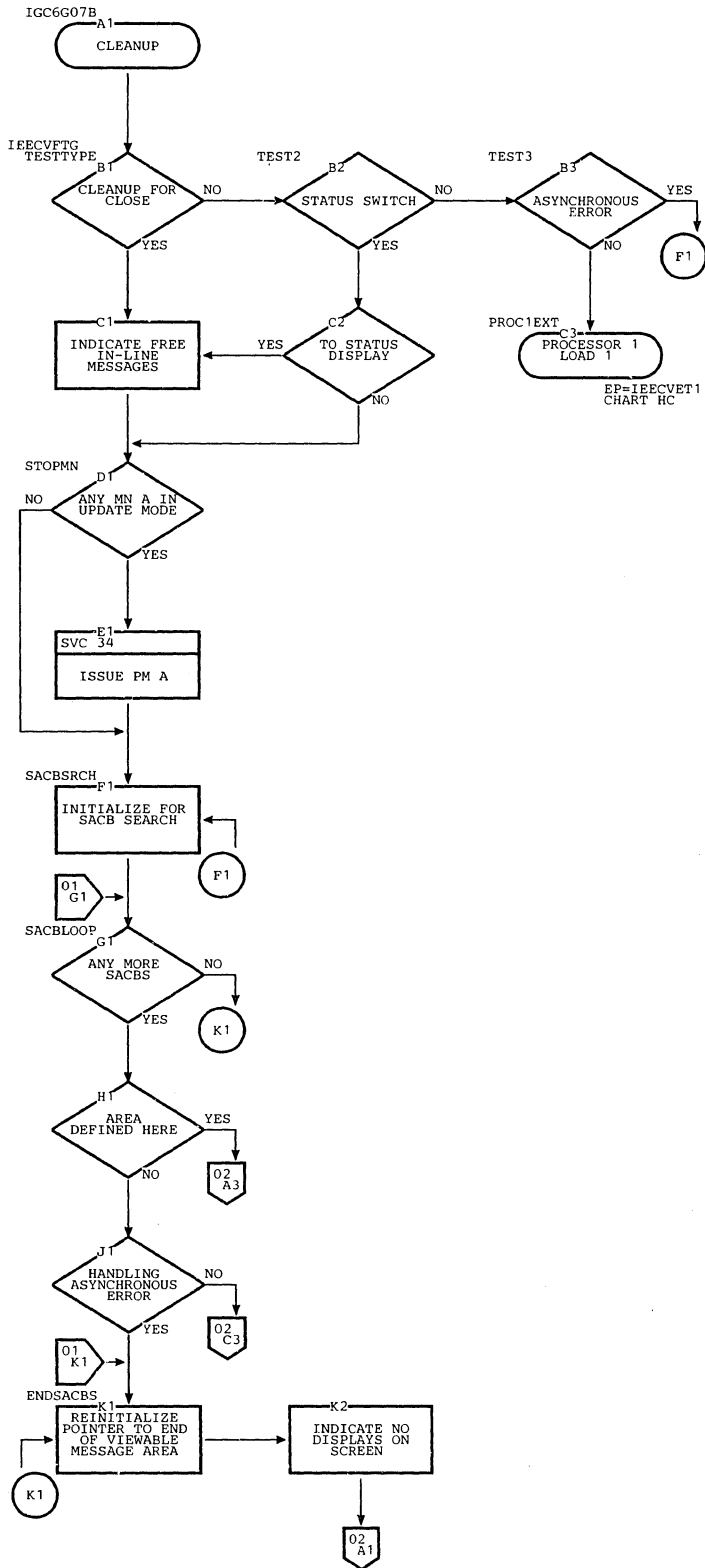 IGC6G07B
A1
CLEANUP
IEECVFTG
TESTTYPE
B1
CLEANUP FOR
CLOSE
NO
YES
TEST2
B2
STATUS SWITCH
NO
YES
TEST3
B3
ASYNCHRONOUS
ERROR
YES
NO
F1
C1
INDICATE FREE
IN-LINE
MESSAGES
YES
C2
TO STATUS
DISPLAY
NO
PROC1EXT
C3
PROCESSOR 1
LOAD 1
EP=IEECVET1
CHART HC
STOPMN
D1
NO
ANY MN A IN
UPDATE MODE
YES
E1
SVC 34
ISSUE PM A
SACBSRCH
F1
INITIALIZE FOR
SACB SEARCH
F1
01
G1
SACBLOOP
G1
ANY MORE
SACBS
NO
YES
K1
H1
AREA
DEFINED HERE
YES
NO
02
A3
J1
HANDLING
ASYNCHRONOUS
ERROR
NO
YES
02
C3
01
K1
ENDSACBS
K1
REINITIALIZE
POINTER TO END
OF VIEWABLE
MESSAGE AREA
K2
INDICATE NO
DISPLAYS ON
SCREEN
K1
02
A1